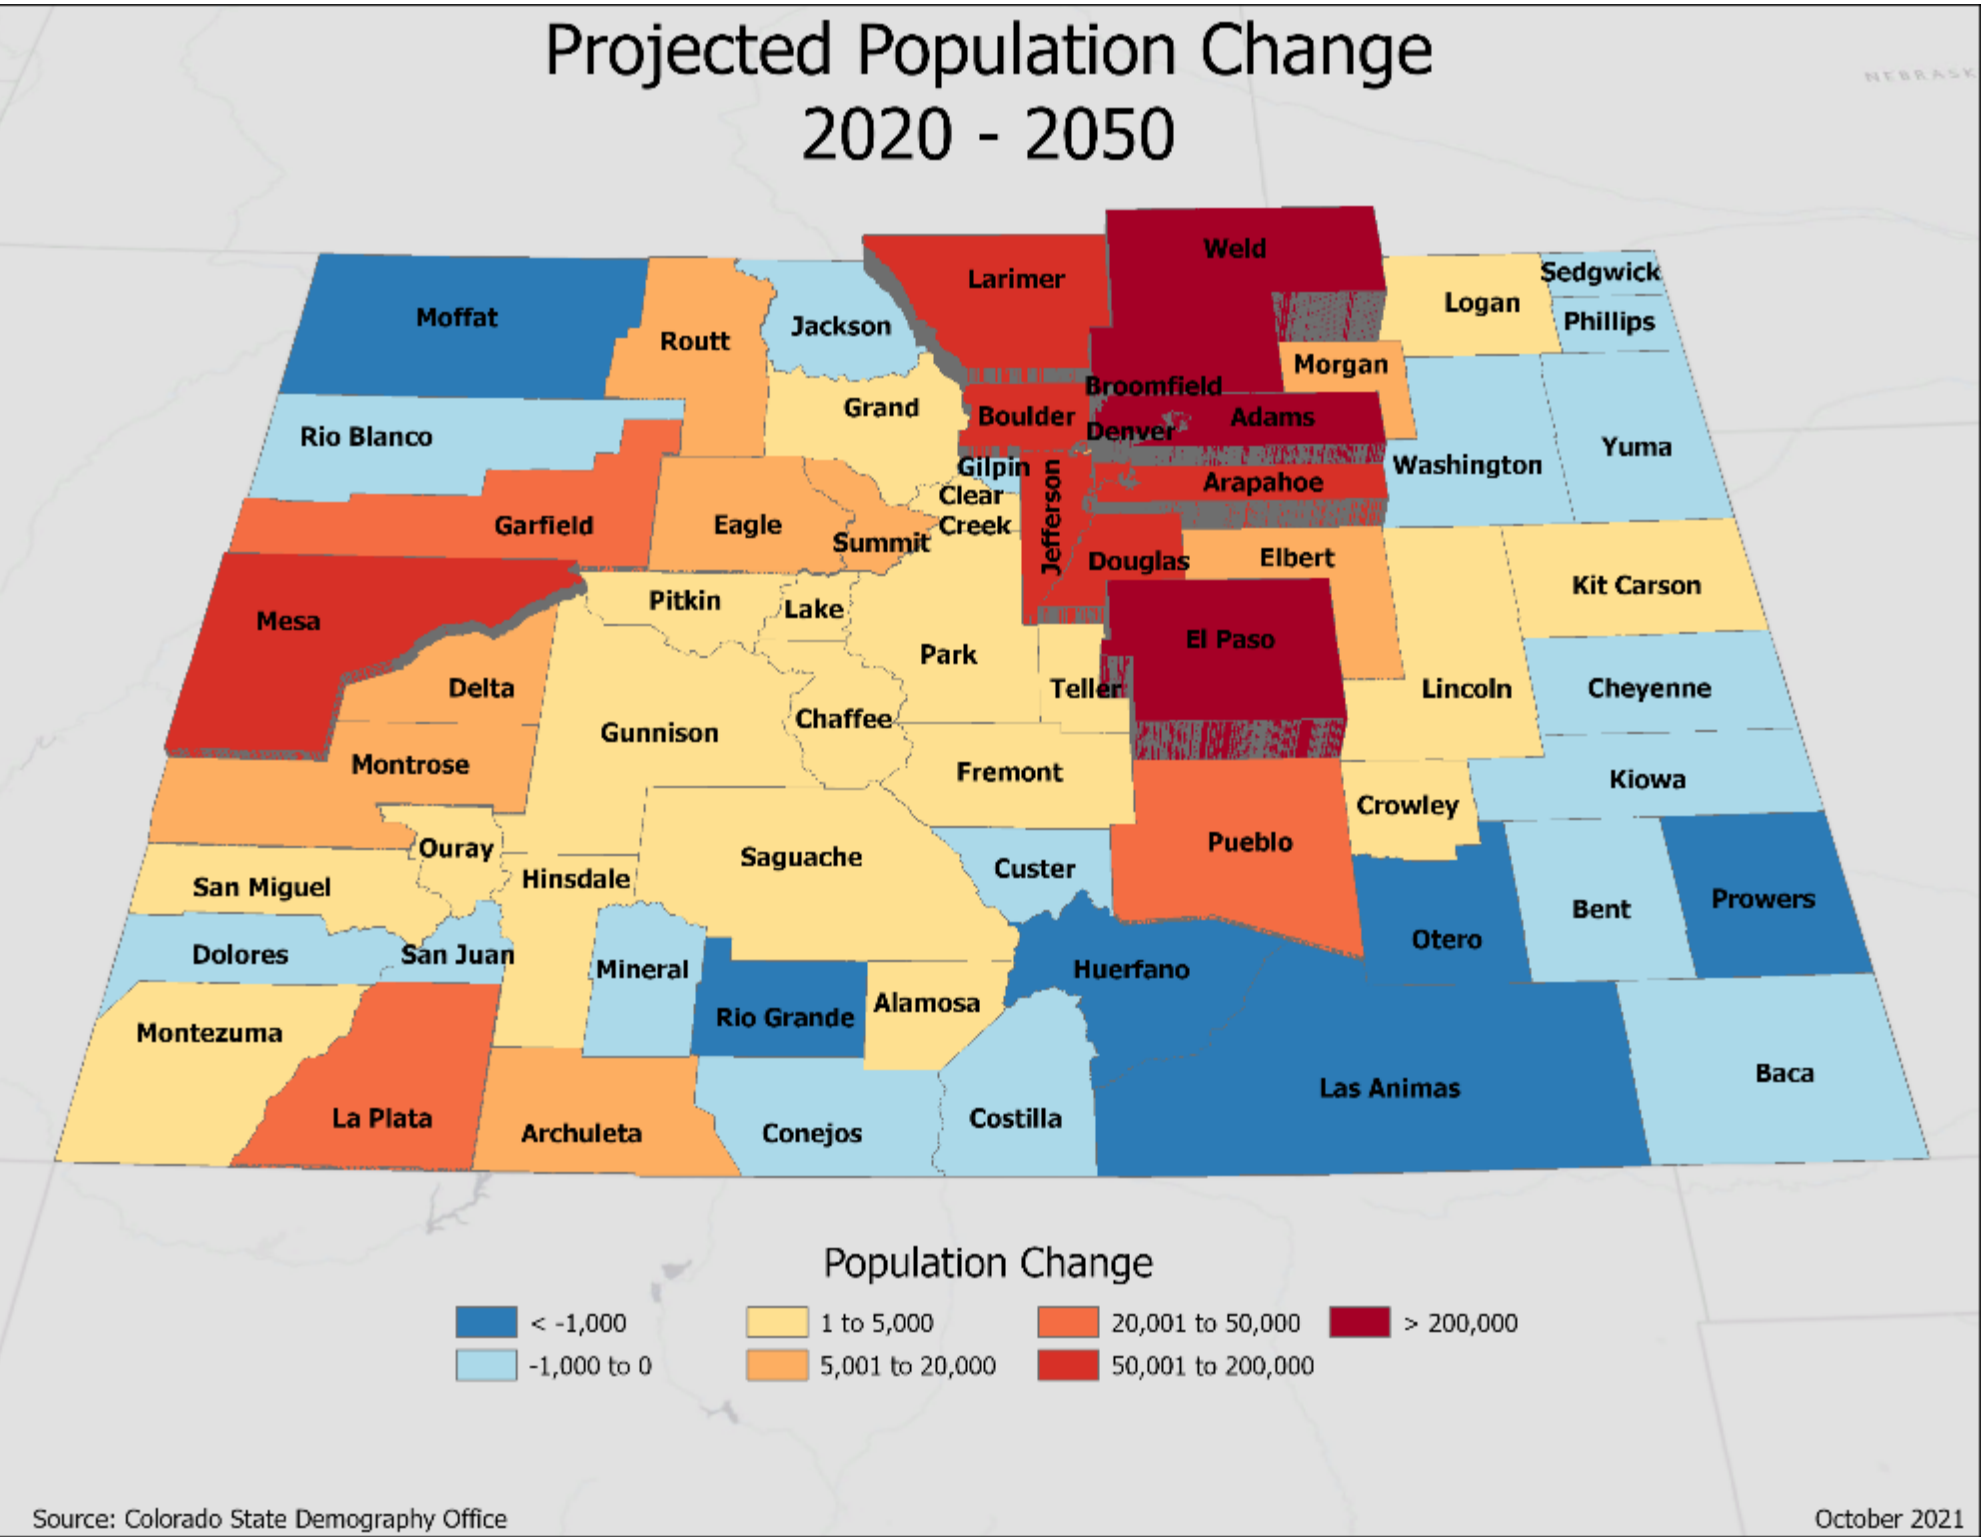 Projected Population Change
2020 - 2050
NEBRASK
Weld
Larimer
Sedgwick
Logan
Moffat
Phillips
Jackson
Routt
Morgan
Broomfield
Grand
Boulder
Adams
Denver
Rio Blanco
Yuma
Gilpin
Washington
Arapahoe
Clear
Creek
Jefferson
Garfield
Eagle
Summit
Douglas
Elbert
Kit Carson
Pitkin
Lake
Mesa
El Paso
Park
Delta
Teller
Lincoln
Cheyenne
Chaffee
Gunnison
Montrose
Fremont
Kiowa
Crowley
Pueblo
Ouray
Saguache
Custer
Hinsdale
San Miguel
Prowers
Bent
Otero
Dolores
San Juan
Mineral
Huerfano
Alamosa
Rio Grande
Montezuma
Baca
Las Animas
La Plata
Costilla
Archuleta
Conejos
Population Change
< -1,000
1 to 5,000
20,001 to 50,000
> 200,000
-1,000 to 0
5,001 to 20,000
50,001 to 200,000
Source: Colorado State Demography Office
October 2021